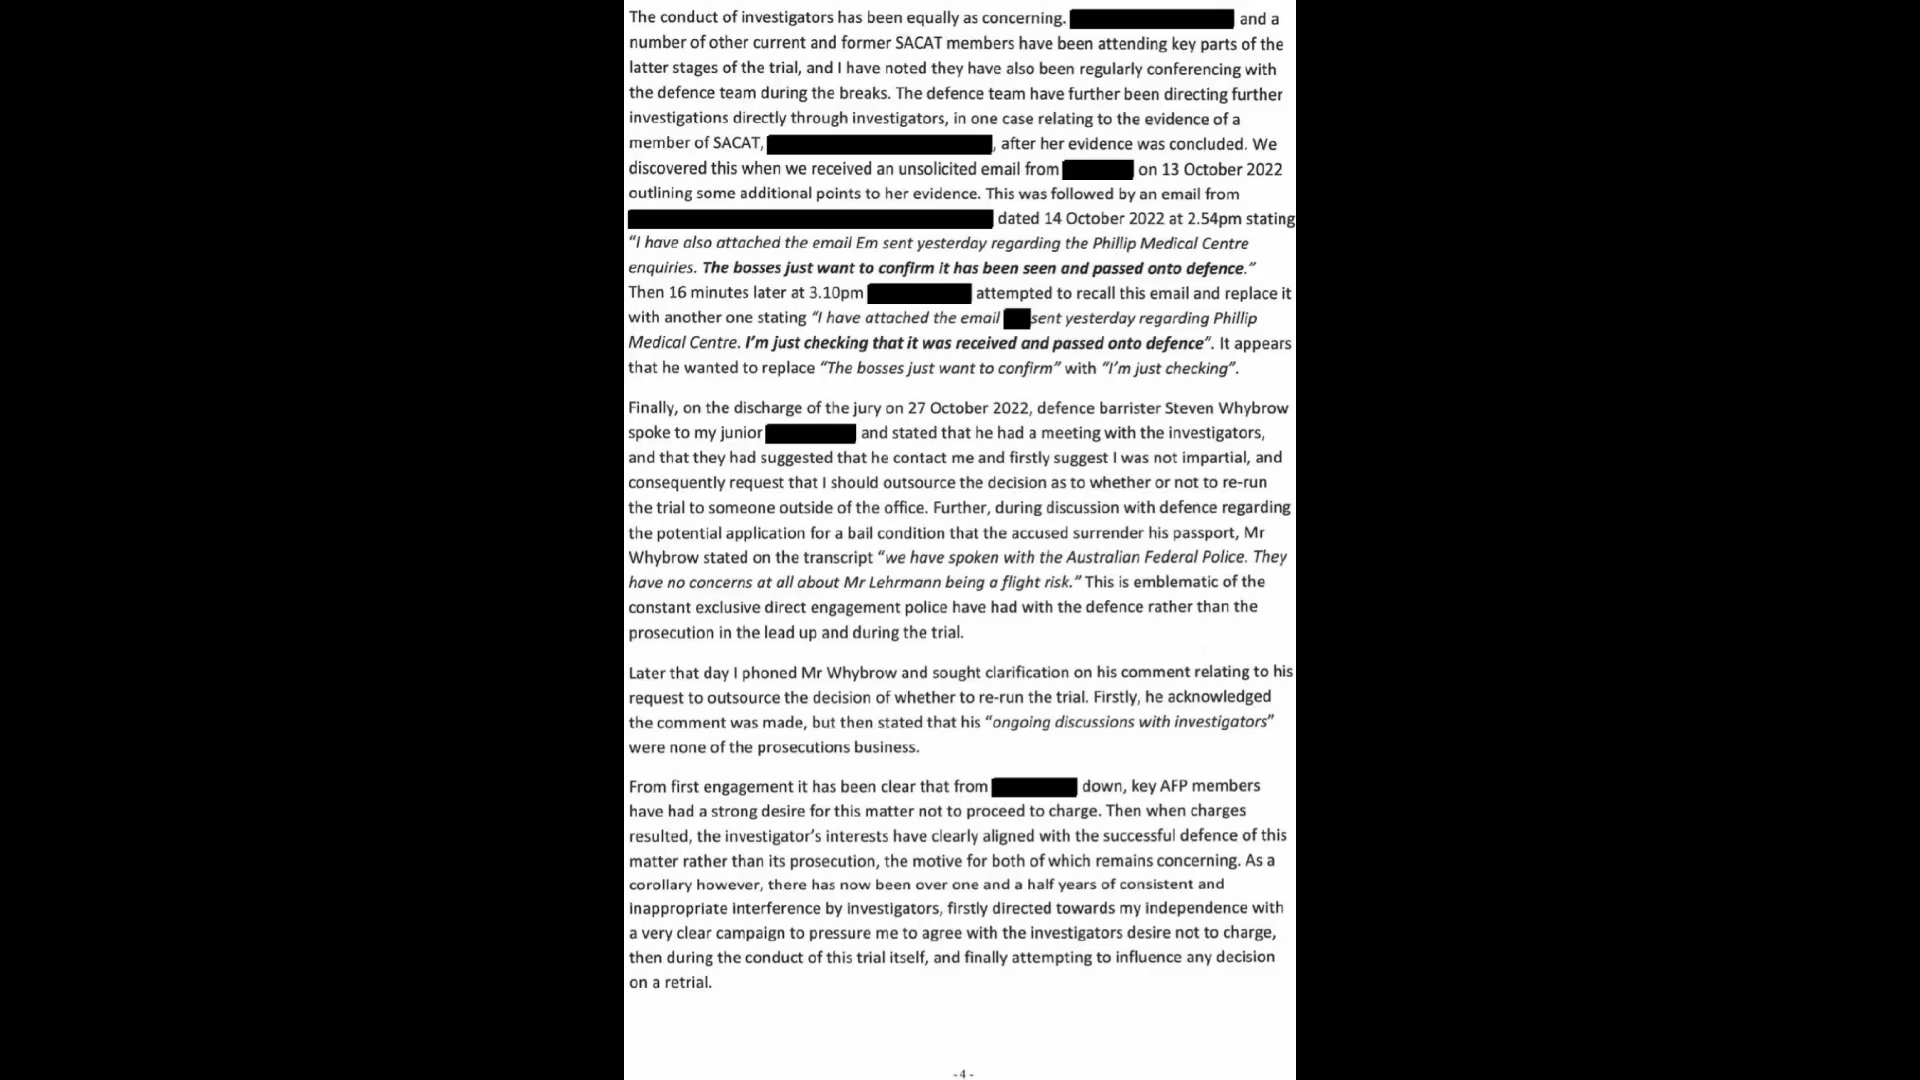 The conduct of investigators has been equally as concerning. and a
number of other current and former SACAT members have been attending key parts of the
latter stages of the trial, and I have noted they have also been regularly conferencing with
the defence team during the breaks. The defence team have further been directing further
investigations directly through investigators, in one case relating to the evidence of a
member of SACAT, , after her evidence was concluded. We
discovered this when we received an unsolicited email from on 13 October 2022
outlining some additional points to her evidence. This was followed by an email from
dated 14 October 2022 at 2.54pm stating
“I have also attached the email Em sent yesterday regarding the Phillip Medical Centre
enquiries. The bosses just want to confirm it has been seen and passed onto defence.”
Then 16 minutes later at 3.10pm attempted to recall this email and replace it
with another one stating “I have attached the email sent yesterday regarding Phillip
Medical Centre. I’m just checking that it was received and passed onto defence”. It appears
that he wanted to replace “The bosses just want to confirm” with “I’m just checking”.
Finally, on the discharge of the jury on 27 October 2022, defence barrister Steven Whybrow
spoke to my junior and stated that he had a meeting with the investigators,
and that they had suggested that he contact me and firstly suggest I was not impartial, and
consequently request that I should outsource the decision as to whether or not to re-run
the trial to someone outside of the office. Further, during discussion with defence regarding
the potential application for a bail condition that the accused surrender his passport, Mr
Whybrow stated on the transcript “we have spoken with the Australian Federal Police. They
have no concerns at all about Mr Lehrmann being a flight risk.” This is emblematic of the
constant exclusive direct engagement police have had with the defence rather than the
prosecution in the lead up and during the trial.
Later that day I phoned Mr Whybrow and sought clarification on his comment relating to his
request to outsource the decision of whether to re-run the trial. Firstly, he acknowledged
the comment was made, but then stated that his “ongoing discussions with investigators”
were none of the prosecutions business.
From first engagement it has been clear that from down, key AFP members
have had a strong desire for this matter not to proceed to charge. Then when charges
resulted, the investigator’s interests have clearly aligned with the successful defence of this
matter rather than its prosecution, the motive for both of which remains concerning. As a
corollary however, there has now been over one and a half years of consistent and
inappropriate interference by investigators, firstly directed towards my independence with
a very clear campaign to pressure me to agree with the investigators desire not to charge,
then during the conduct of this trial itself, and finally attempting to influence any decision
on a retrial.
- 4 -